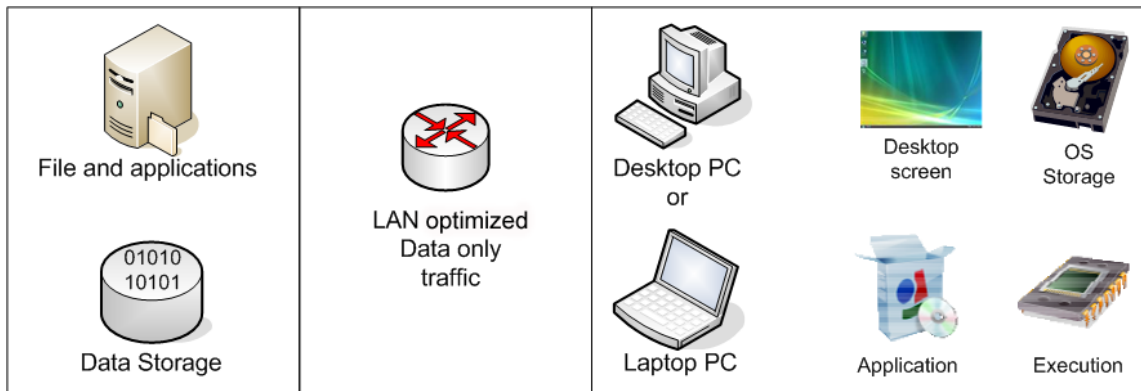 File and applications
01010
10101
Data Storage
LAN optimized
Data only
traffic
Desktop PC
or
Laptop PC
Desktop
screen
OS
Storage
Application
Execution